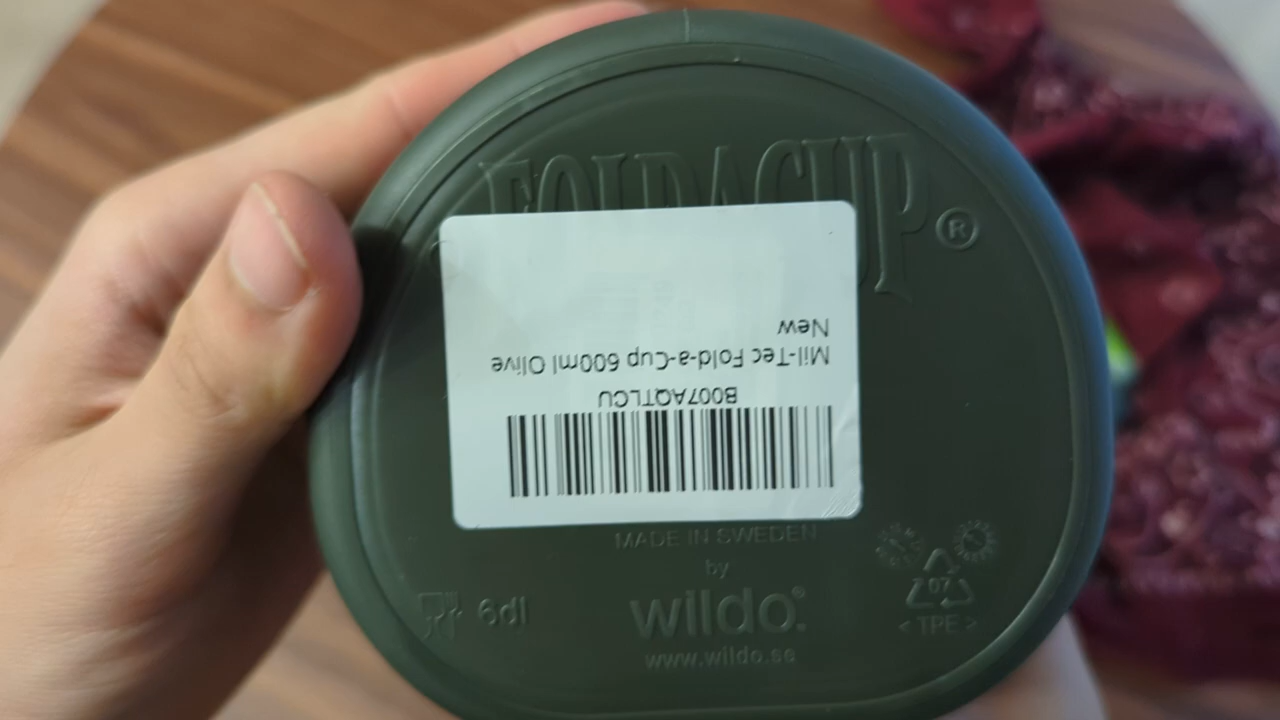 FOLDACUP®
New
Mil-Tec Fold-a-Cup 600ml Olive
B007AQTLCU
MADE IN SWEDEN
by
wildo®
www.wildo.se
6dl
07
< TPE >